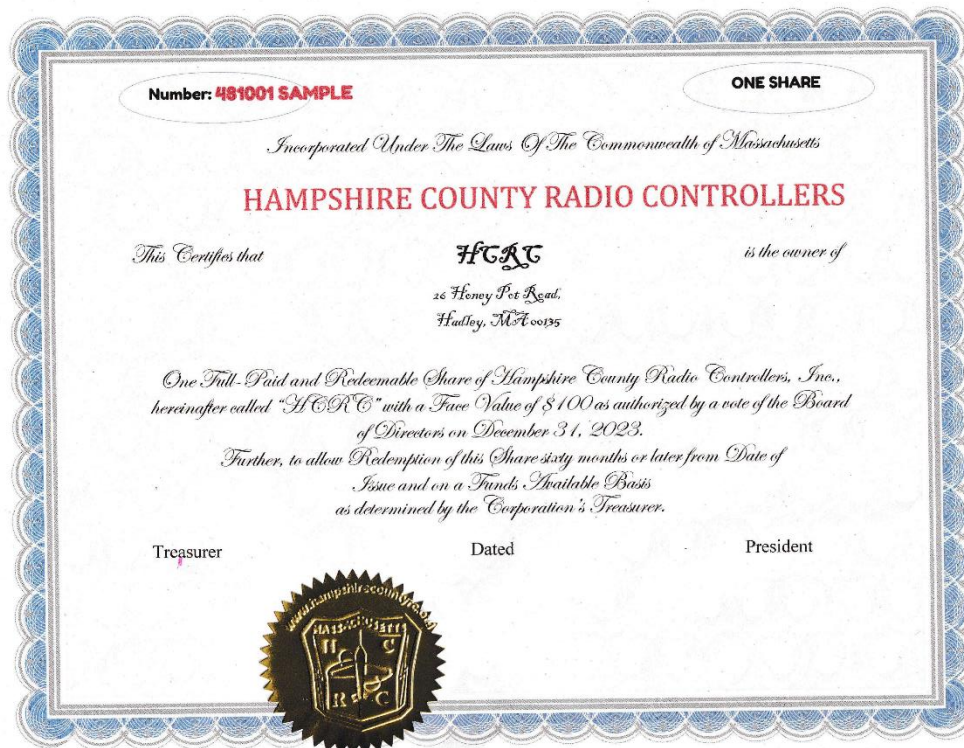 Number: 481001 SAMPLE
ONE SHARE
Incorporated Under The Laws Of The Commonwealth of Massachusetts
HAMPSHIRE COUNTY RADIO CONTROLLERS
This Certifies that HCRC is the owner of
26 Honey Pot Road,
Hadley, MA 00135
One Full-Paid and Redeemable Share of Hampshire County Radio Controllers, Inc.,
hereinafter called "HCRC" with a Face Value of $100 as authorized by a vote of the Board
of Directors on December 31, 2023.
Further, to allow Redemption of this Share sixty months or later from Date of
Issue and on a Funds Available Basis
as determined by the Corporation's Treasurer.
Treasurer Dated President
www.hampshirecountyrc.org
MASSACHUSETTS
H C
R C